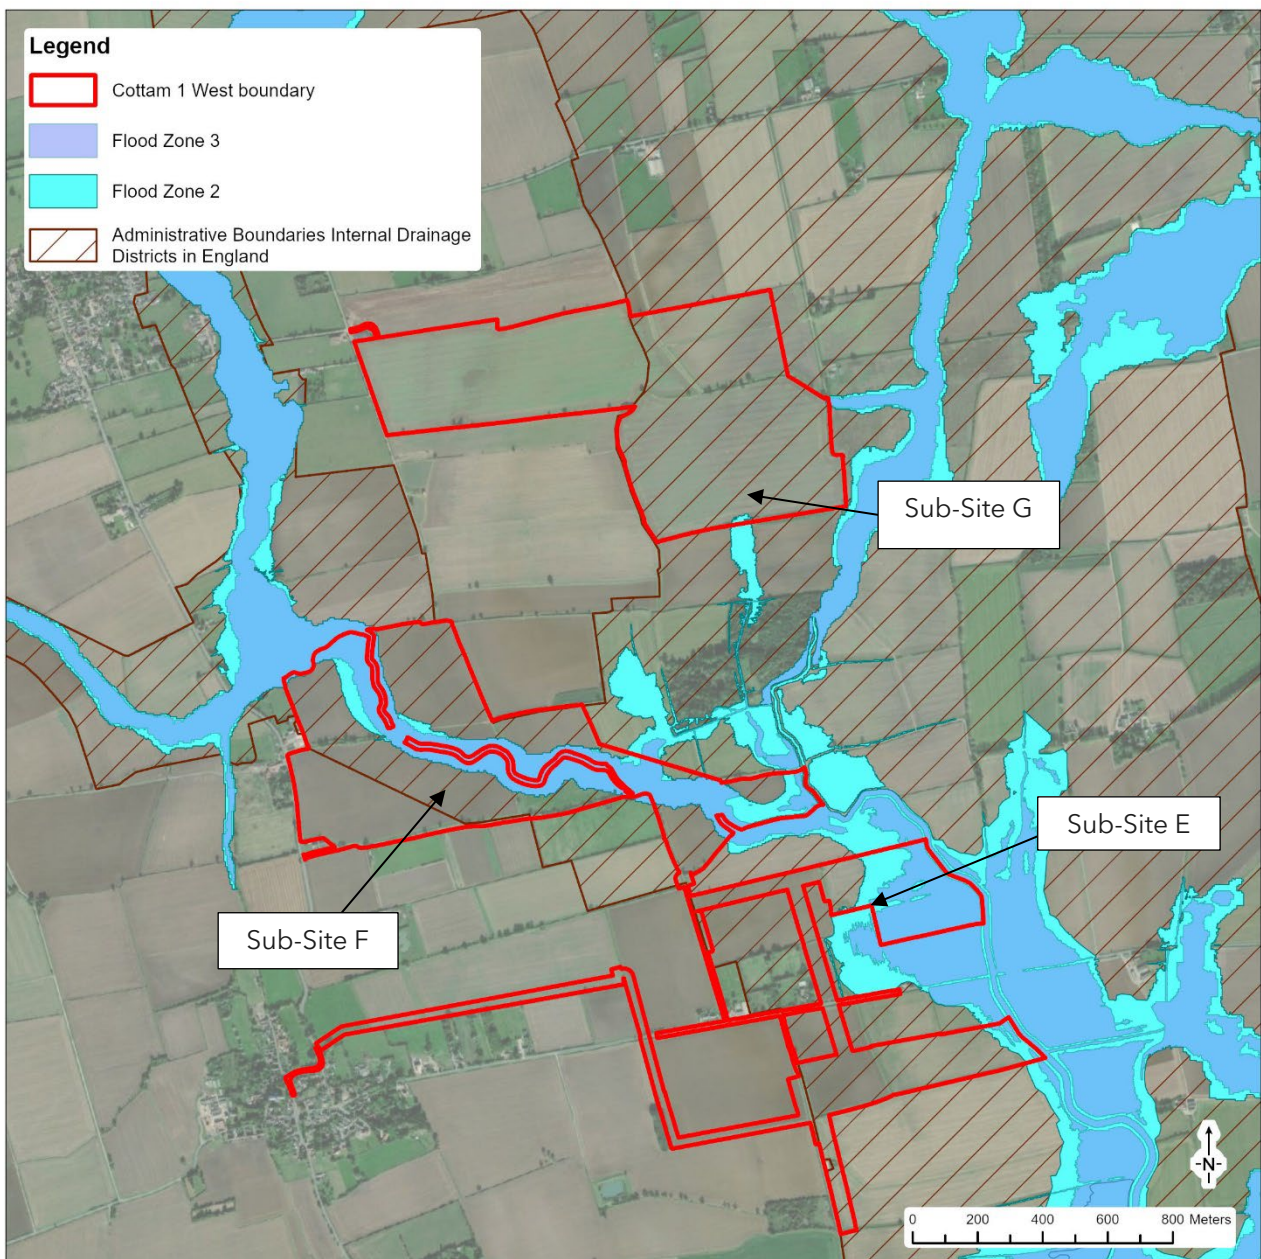 Legend
Cottam 1 West boundary
Flood Zone 3
Flood Zone 2
Administrative Boundaries Internal Drainage
Districts in England
Sub-Site G
Sub-Site E
Sub-Site F
-N-
0 200 400 600 800 Meters